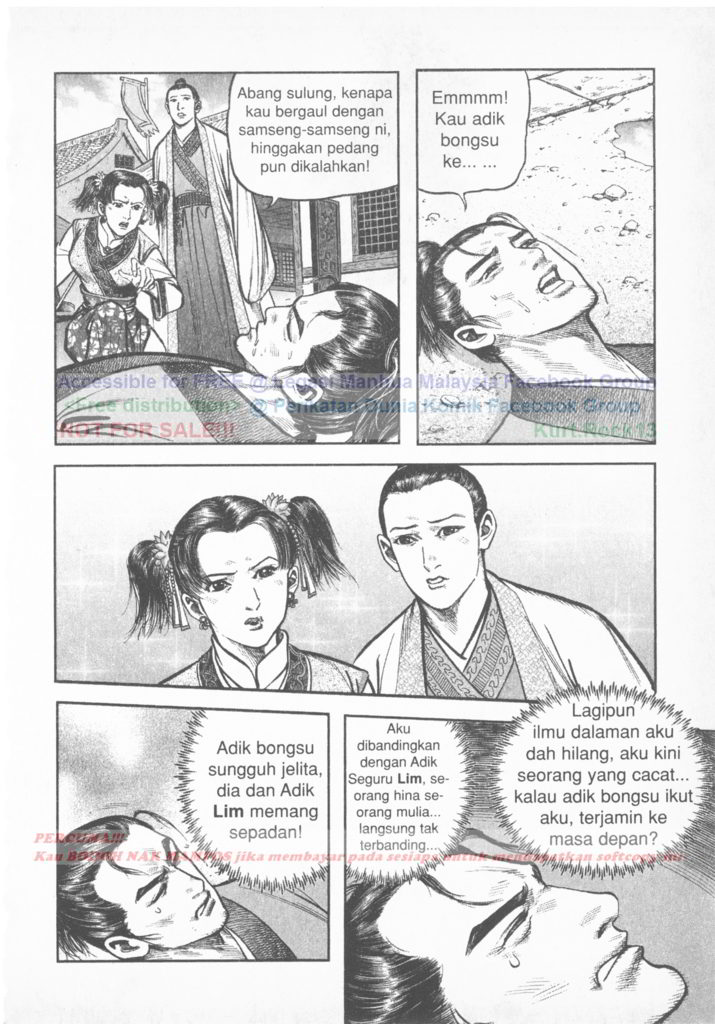 Abang sulung, kenapa
kau bergaul dengan
samseng-samseng ni,
hinggakan pedang
pun dikalahkan!
Emmmm!
Kau adik
bongsu
ke... ...
Accessible for FREE @ Legasi Manhua Malaysia Facebook Group
<Free distribution> @ Perikatan Dunia Komik Facebook Group
NOT FOR SALE!!!
Kurt.Rock13
Adik bongsu
sungguh jelita,
dia dan Adik
Lim memang
sepadan!
Aku
dibandingkan
dengan Adik
Seguru Lim, se-
orang hina se-
orang mulia...
langsung tak
terbanding....
Lagipun
ilmu dalaman aku
dah hilang, aku kini
seorang yang cacat...
kalau adik bongsu ikut
aku, terjamin ke
masa depan?
PERCUMA!!!
Kau BODOH NAK MAMPOS jika membayar pada sesiapa untuk mendapatkan softcopy ini